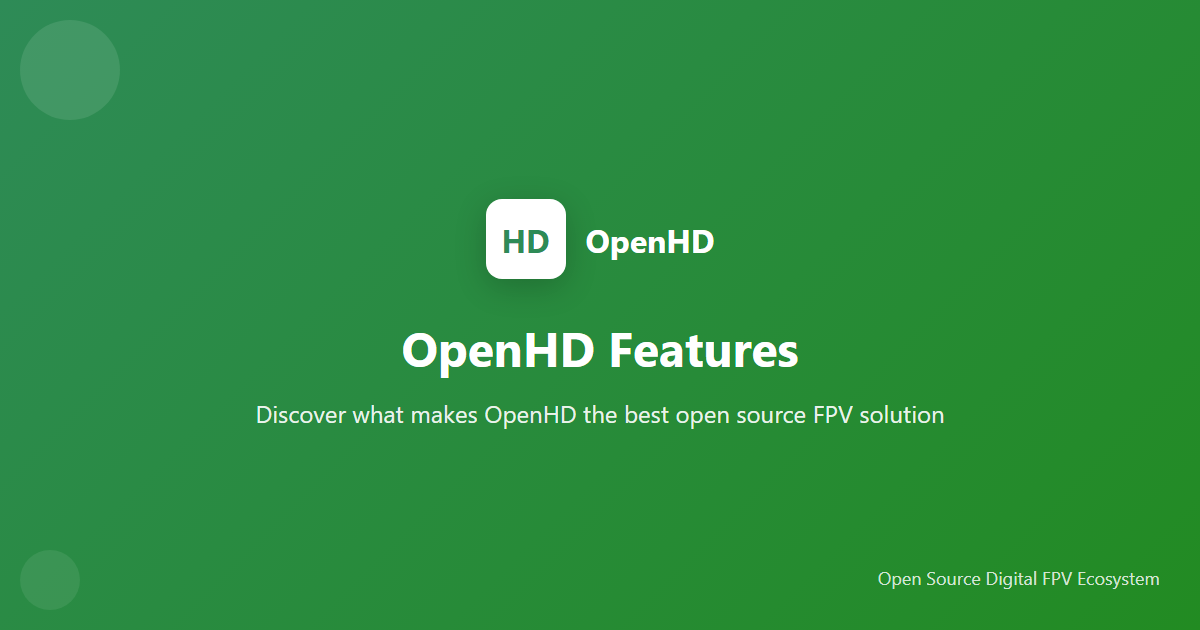 HD
OpenHD
OpenHD Features
Discover what makes OpenHD the best open source FPV solution
Open Source Digital FPV Ecosystem